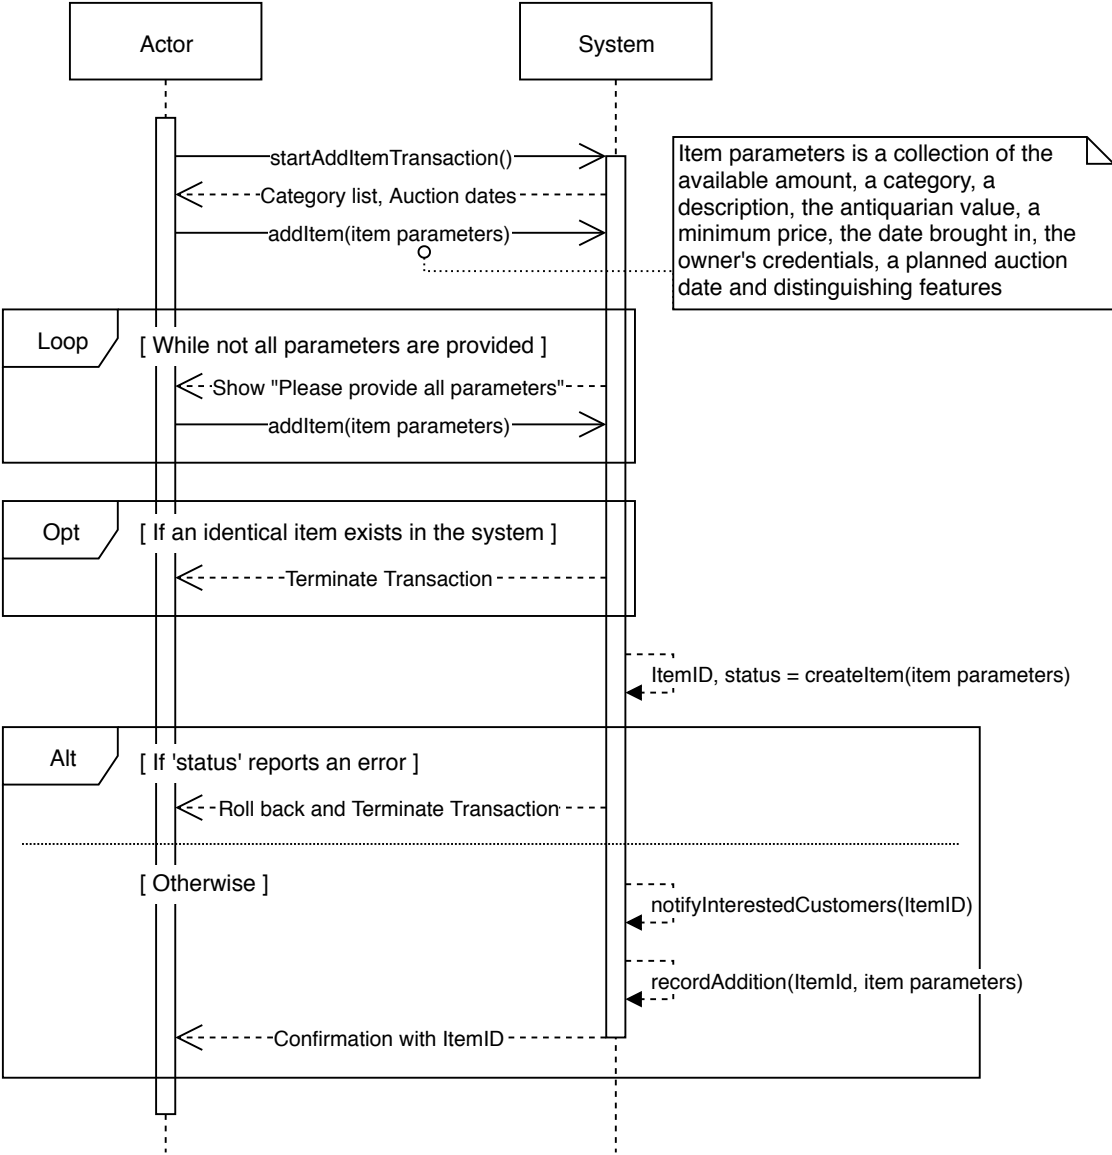 Actor
System
startAddItemTransaction()
Item parameters is a collection of the
available amount, a category, a
description, the antiquarian value, a
minimum price, the date brought in, the
owner's credentials, a planned auction
date and distinguishing features
Category list, Auction dates
addItem(item parameters)
Loop
[ While not all parameters are provided ]
Show "Please provide all parameters"
addItem(item parameters)
Opt
[ If an identical item exists in the system ]
Terminate Transaction
ItemID, status = createItem(item parameters)
Alt
[ If 'status' reports an error ]
Roll back and Terminate Transaction
[ Otherwise ]
notifyInterestedCustomers(ItemID)
recordAddition(ItemId, item parameters)
Confirmation with ItemID